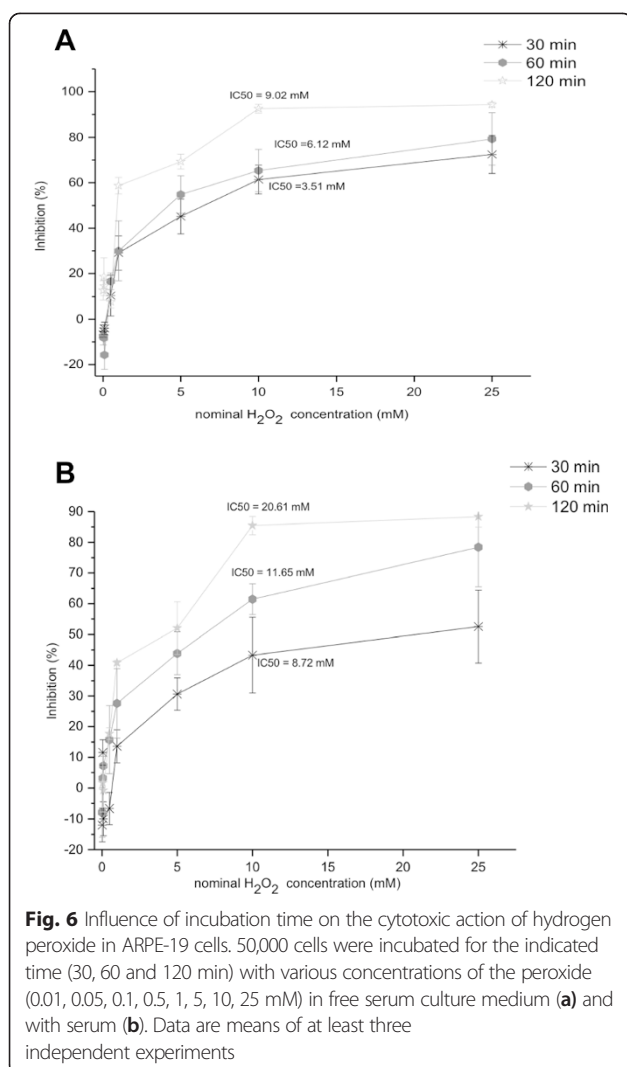 A
30 min
60 min
120 min
100
80
60
40
20
0
-20
Inhibition (%)
IC50 = 9.02 mM
IC50 =6.12 mM
IC50 =3.51 mM
0
5
10
15
20
25
nominal H₂O₂ concentration (mM)
B
30 min
60 min
120 min
90
80
70
60
50
40
30
20
10
0
-10
-20
Inhibition (%)
IC50 = 20.61 mM
IC50 = 11.65 mM
IC50 = 8.72 mM
0
5
10
15
20
25
nominal H₂O₂ concentration (mM)
Fig. 6 Influence of incubation time on the cytotoxic action of hydrogen
peroxide in ARPE-19 cells. 50,000 cells were incubated for the indicated
time (30, 60 and 120 min) with various concentrations of the peroxide
(0.01, 0.05, 0.1, 0.5, 1, 5, 10, 25 mM) in free serum culture medium (a) and
with serum (b). Data are means of at least three
independent experiments